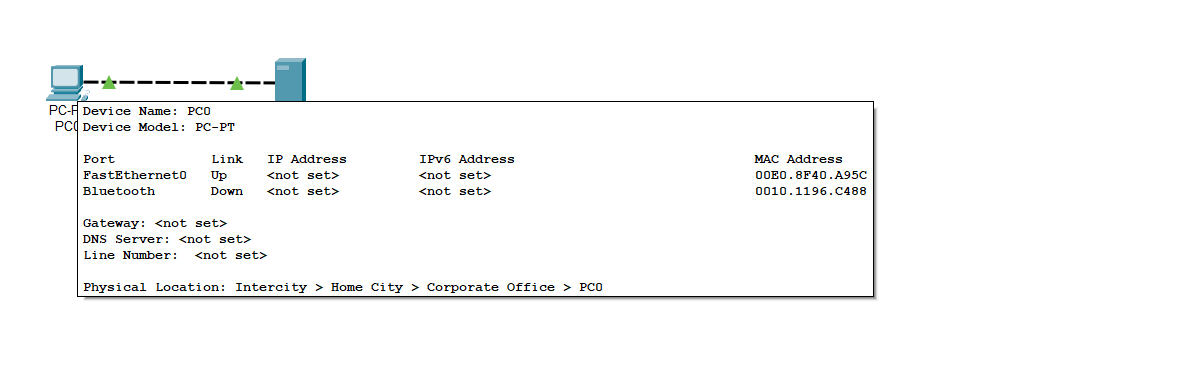 PC-P
PC0
Device Name: PC0
Device Model: PC-PT
Port Link IP Address IPv6 Address MAC Address
FastEthernet0 Up <not set> <not set> 00E0.8F40.A95C
Bluetooth Down <not set> <not set> 0010.1196.C488
Gateway: <not set>
DNS Server: <not set>
Line Number: <not set>
Physical Location: Intercity > Home City > Corporate Office > PC0